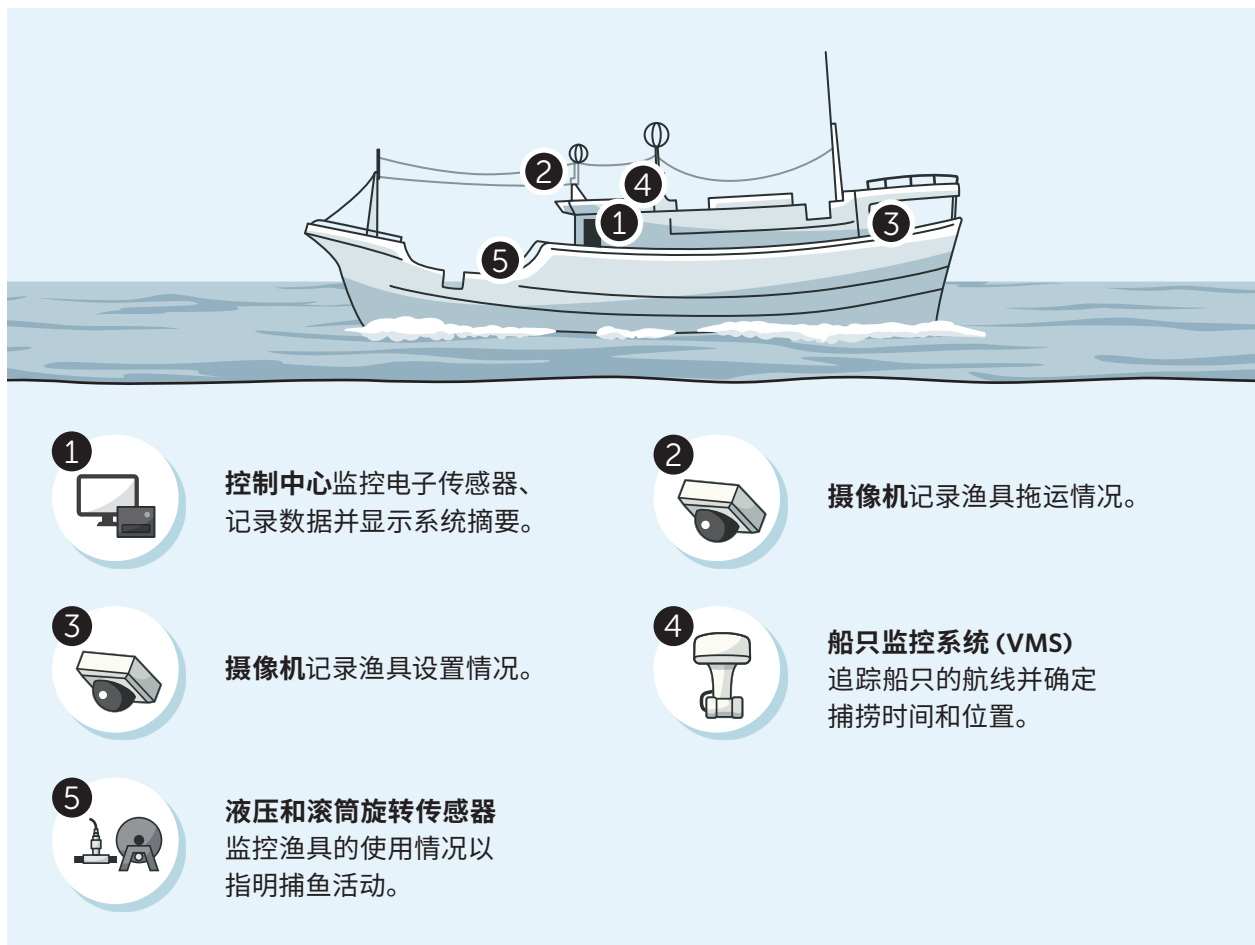 2
4
1
3
5
1
控制中心监控电子传感器、
记录数据并显示系统摘要。
2
摄像机记录渔具拖运情况。
3
摄像机记录渔具设置情况。
4
船只监控系统 (VMS)
追踪船只的航线并确定
捕捞时间和位置。
5
液压和滚筒旋转传感器
监控渔具的使用情况以
指明捕鱼活动。